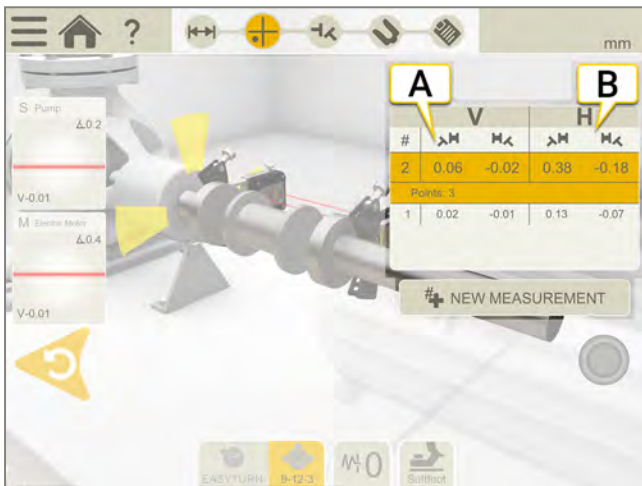 ?
mm
A
B
S Pump
∡0.2
V-0.01
M Electric Motor
∡0.4
V-0.01
V H
#
2 0.06 -0.02 0.38 -0.18
Points: 3
1 0.02 -0.01 0.13 -0.07
# NEW MEASUREMENT
EASYTURN
9-12-3
0
Softfoot